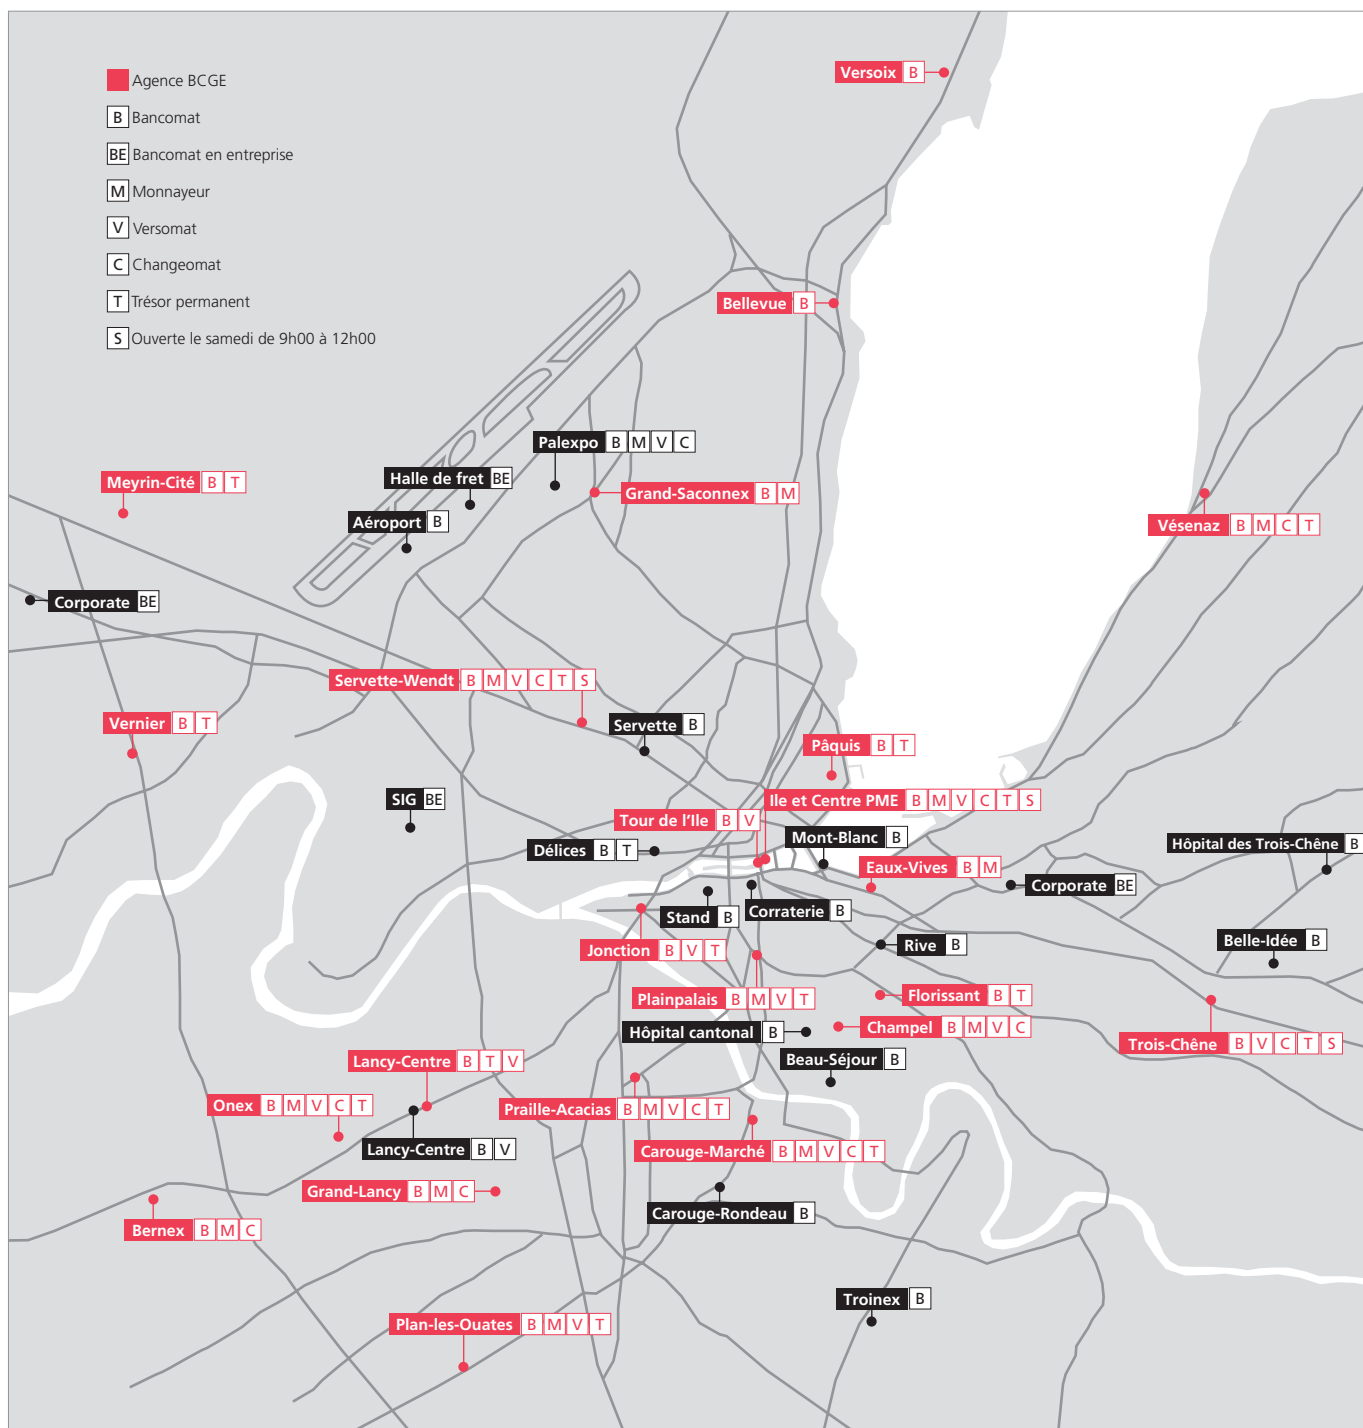 Versoix B
Agence BCGE
B Bancomat
BE Bancomat en entreprise
M Monnayeur
V Versomat
C Changeomat
T Trésor permanent
S Ouverte le samedi de 9h00 à 12h00
Bellevue B
Palexpo B M V C
Meyrin-Cité B T
Halle de fret BE
Grand-Saconnex B M
Aéroport B
Vésenaz B M C T
Corporate BE
Servette-Wendt B M V C T S
Vernier B T
Servette B
Pâquis B T
SIG BE
Ile et Centre PME B M V C T S
Tour de l'Ile B V
Mont-Blanc B
Hôpital des Trois-Chêne B
Délices B T
Eaux-Vives B M
Corporate BE
Stand B
Corraterie B
Jonction B V T
Rive B
Belle-Idée B
Plainpalais B M V T
Florissant B T
Hôpital cantonal B
Champel B M V C
Trois-Chêne B V C T S
Lancy-Centre B T V
Beau-Séjour B
Onex B M V C T
Praille-Acacias B M V C T
Lancy-Centre B V
Carouge-Marché B M V C T
Grand-Lancy B M C
Carouge-Rondeau B
Bernex B M C
Troinex B
Plan-les-Ouates B M V T